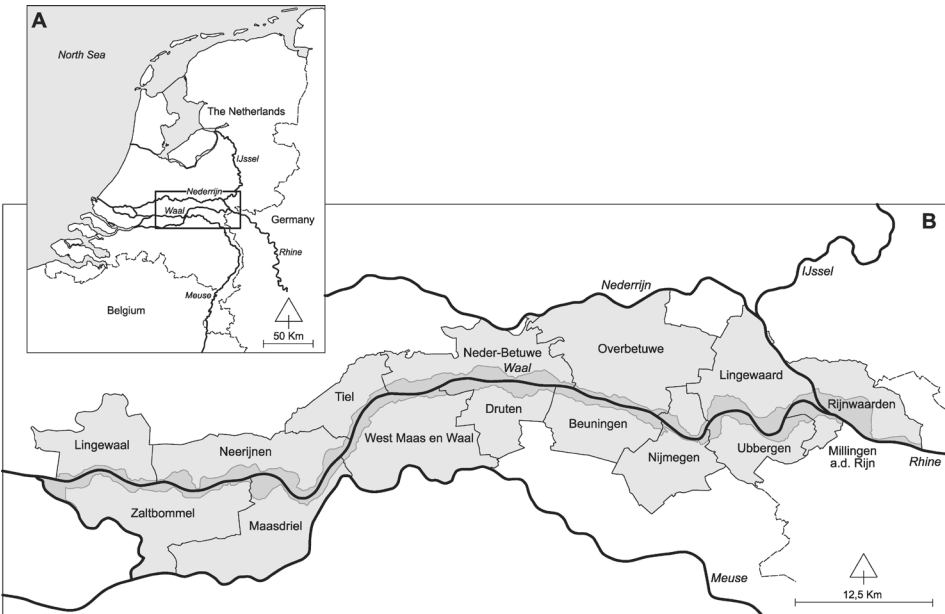 A
North Sea
The Netherlands
IJssel
Nederrijn
Waal
Germany
Rhine
Meuse
Belgium
50 Km
B
IJssel
Nederrijn
Neder-Betuwe
Waal
Overbetuwe
Lingewaard
Tiel
Druten
Rijnwaarden
Lingewaal
Neerijnen
West Maas en Waal
Beuningen
Nijmegen
Ubbergen
Millingen
a.d. Rijn
Rhine
Zaltbommel
Maasdriel
Meuse
12,5 Km